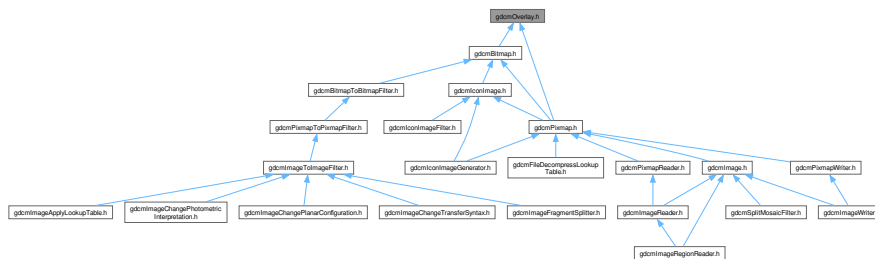 gdcmOverlay.h
gdcmBitmap.h
gdcmBitmapToBitmapFilter.h
gdcmIconImage.h
gdcmPixmapToPixmapFilter.h
gdcmIconImageFilter.h
gdcmPixmap.h
gdcmImageToImageFilter.h
gdcmIconImageGenerator.h
gdcmFileDecompressLookup
Table.h
gdcmPixmapReader.h
gdcmImage.h
gdcmPixmapWriter.h
gdcmImageApplyLookupTable.h
gdcmImageChangePhotometric
Interpretation.h
gdcmImageChangePlanarConfiguration.h
gdcmImageChangeTransferSyntax.h
gdcmImageFragmentSplitter.h
gdcmImageReader.h
gdcmSplitMosaicFilter.h
gdcmImageWriter
gdcmImageRegionReader.h